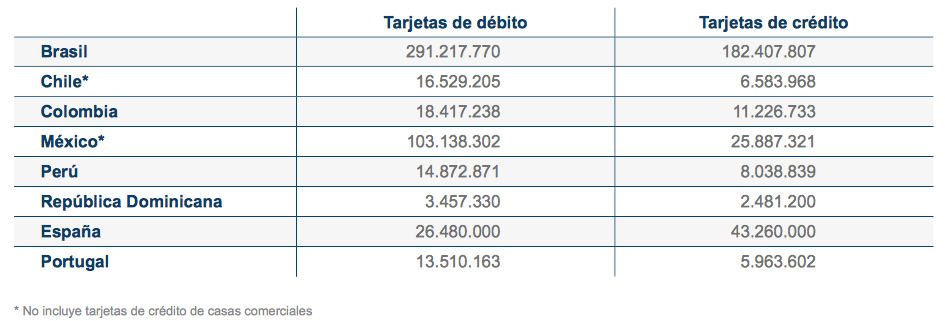 Tarjetas de débito Tarjetas de crédito
Brasil 291.217.770 182.407.807
Chile* 16.529.205 6.583.968
Colombia 18.417.238 11.226.733
México* 103.138.302 25.887.321
Perú 14.872.871 8.038.839
República Dominicana 3.457.330 2.481.200
España 26.480.000 43.260.000
Portugal 13.510.163 5.963.602
* No incluye tarjetas de crédito de casas comerciales